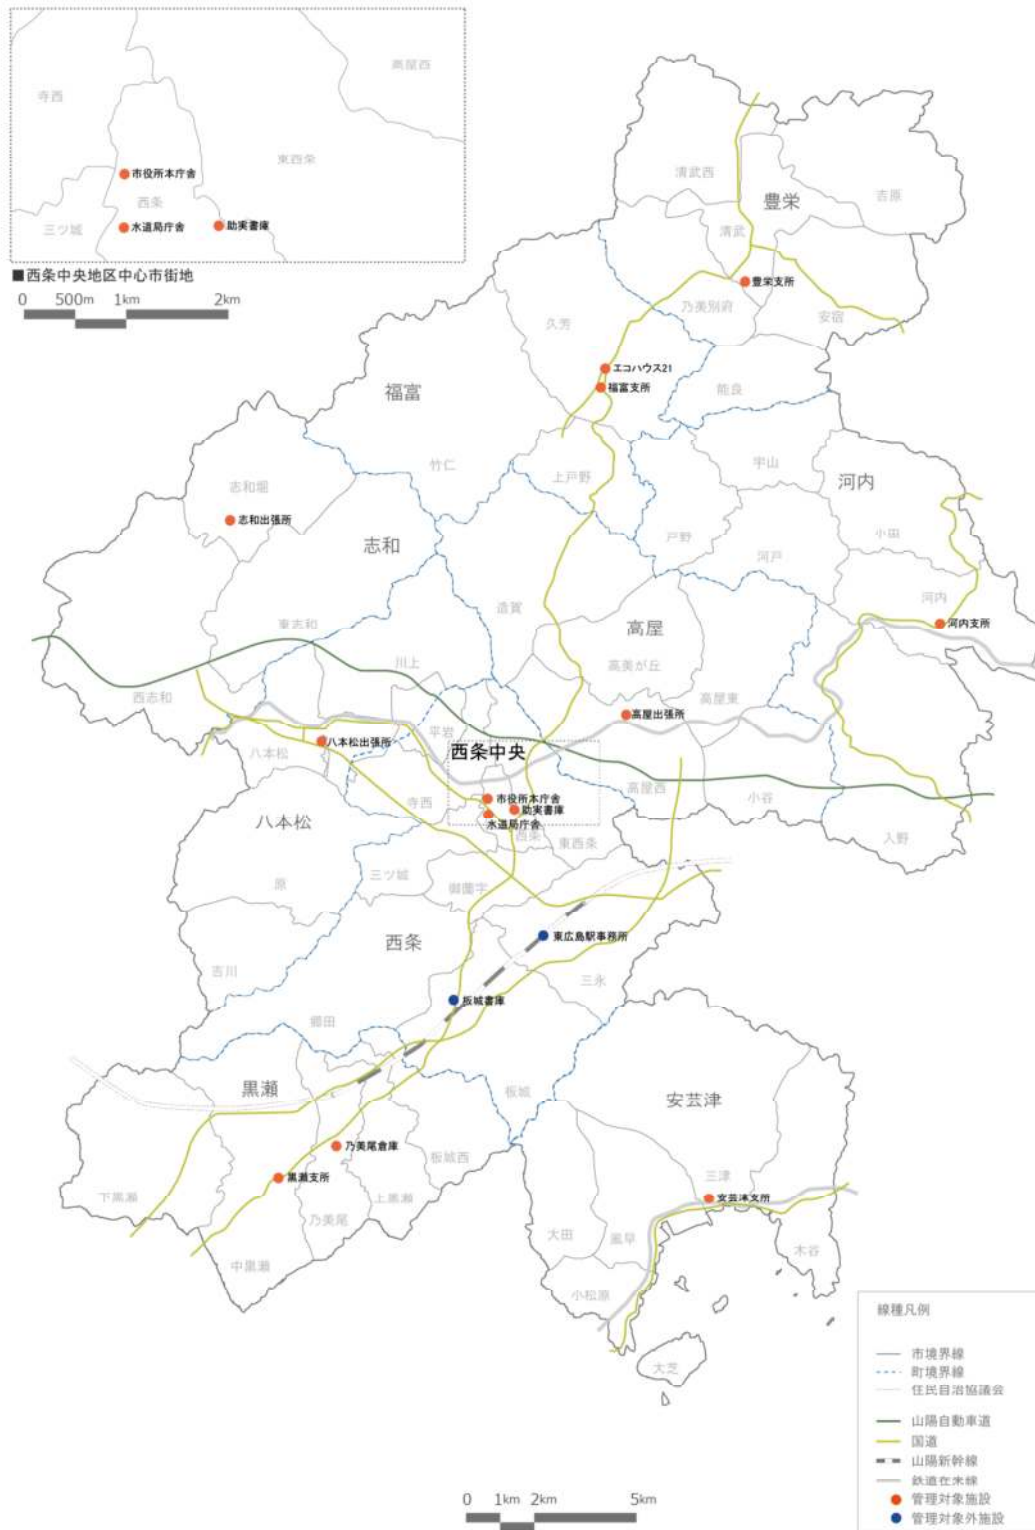 高屋西
寺西
東西条
市役所本庁舎
西条
三ツ城
水道局庁舎
助実書庫
■西条中央地区中心市街地
0 500m 1km 2km
清武西
吉原
豊栄
清武
豊栄支所
乃美別府
安宿
久芳
エコハウス21
福富支所
能良
福富
竹仁
上戸野
宇山
河内
志和堀
志和出張所
小田
志和
戸野
河戸
造賀
河内
東志和
高屋
河内支所
川上
高美が丘
西志和
高屋東
高屋出張所
平岩
八本松出張所
八本松
西条中央
高屋西
小谷
寺西
市役所本庁舎
助実書庫
水道局庁舎
八本松
西条
東西条
入野
原
三ツ城
御薗宇
西条
東広島駅事務所
吉川
三永
板城書庫
郷田
黒瀬
板城
安芸津
乃美尾倉庫
板城西
黒瀬支所
三津
下黒瀬
上黒瀬
安芸津支所
乃美尾
大田
風早
木谷
中黒瀬
小松原
大芝
線種凡例
市境界線
町境界線
住民自治協議会
山陽自動車道
国道
山陽新幹線
鉄道在来線
管理対象施設
管理対象外施設
0 1km 2km 5km